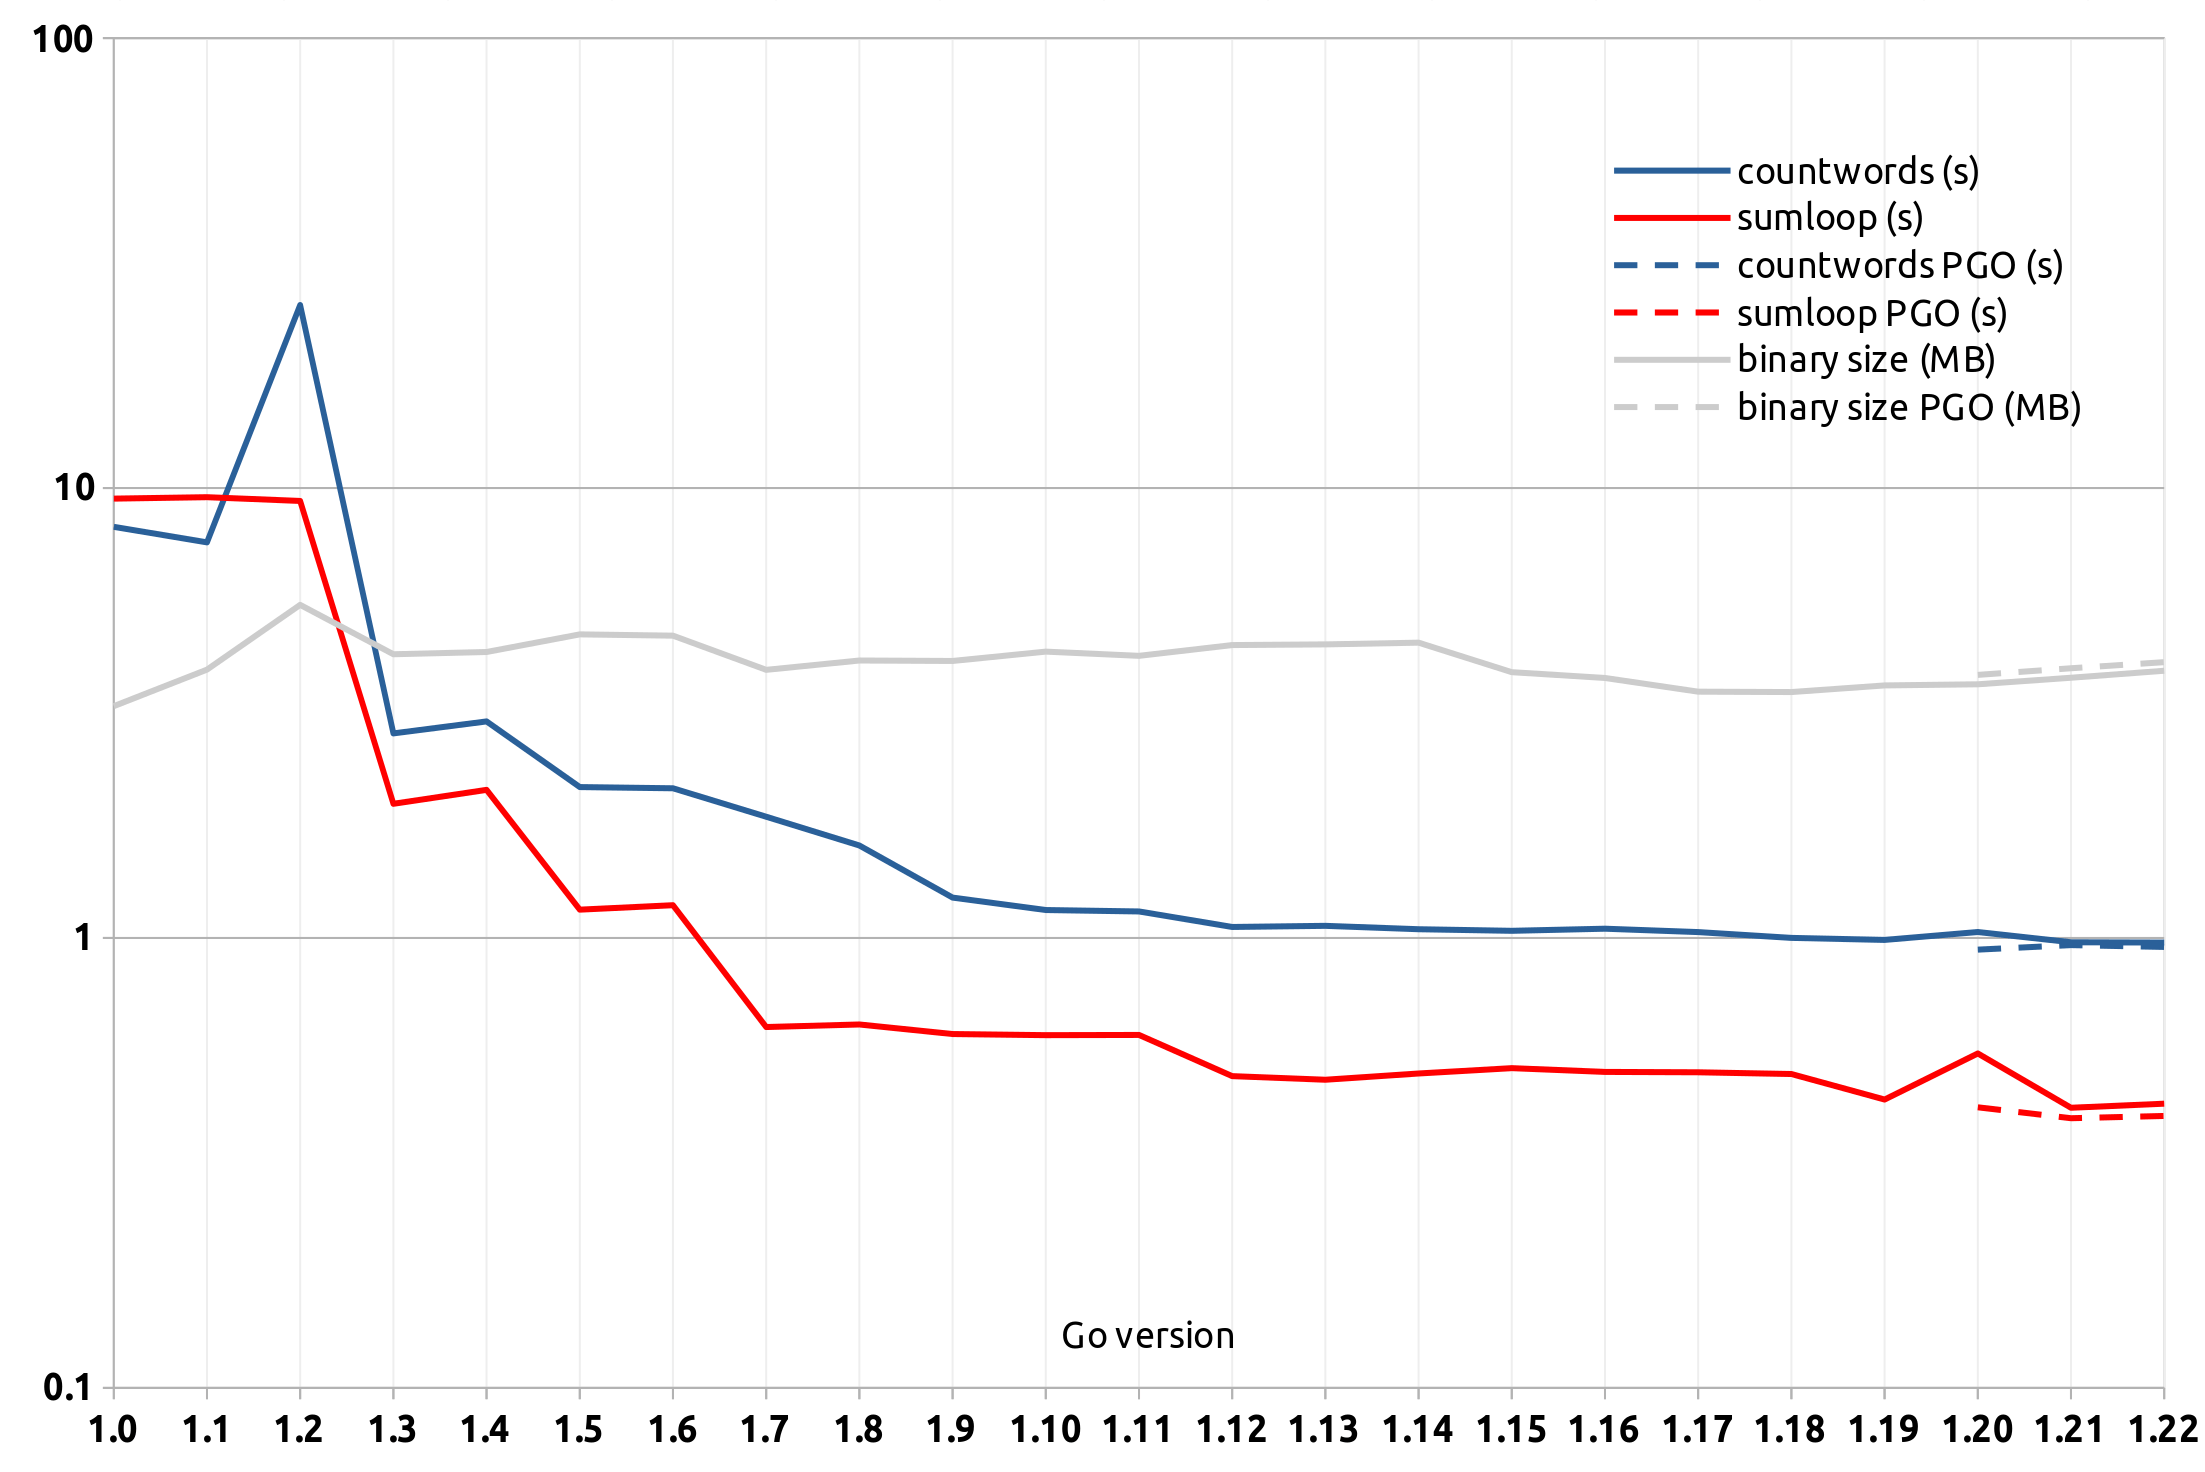 100
10
1
0.1
countwords (s)
sumloop (s)
countwords PGO (s)
sumloop PGO (s)
binary size (MB)
binary size PGO (MB)
Go version
1.0 1.1 1.2 1.3 1.4 1.5 1.6 1.7 1.8 1.9 1.10 1.11 1.12 1.13 1.14 1.15 1.16 1.17 1.18 1.19 1.20 1.21 1.22